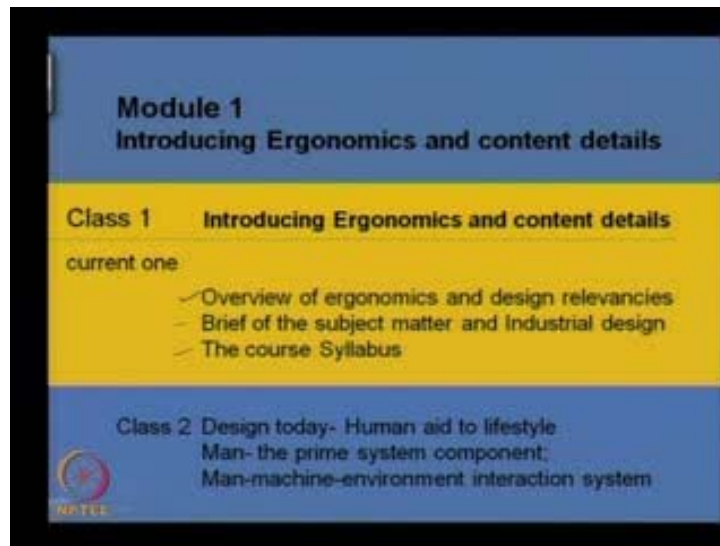 Module 1
Introducing Ergonomics and content details
Class 1 Introducing Ergonomics and content details
current one
Overview of ergonomics and design relevancies
– Brief of the subject matter and Industrial design
– The course Syllabus
Class 2 Design today- Human aid to lifestyle
Man- the prime system component;
Man-machine-environment interaction system
NPTEL